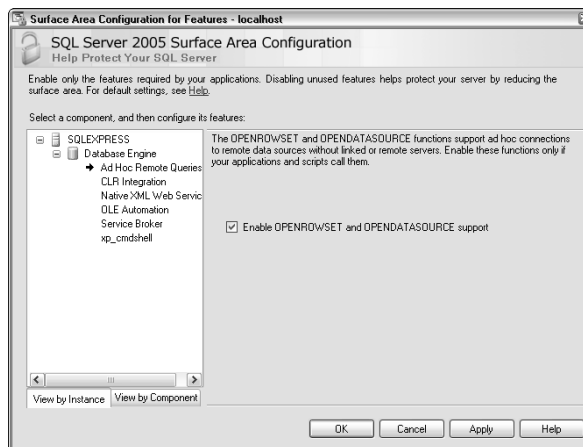 Surface Area Configuration for Features - localhost
SQL Server 2005 Surface Area Configuration
Help Protect Your SQL Server
Enable only the features required by your applications. Disabling unused features helps protect your server by reducing the
surface area. For default settings, see Help.
Select a component, and then configure its features:
SQLEXPRESS
Database Engine
Ad Hoc Remote Queries
CLR Integration
Native XML Web Servic
OLE Automation
Service Broker
xp_cmdshell
The OPENROWSET and OPENDATASOURCE functions support ad hoc connections
to remote data sources without linked or remote servers. Enable these functions only if
your applications and scripts call them.
Enable OPENROWSET and OPENDATASOURCE support
View by Instance
View by Component
OK
Cancel
Apply
Help